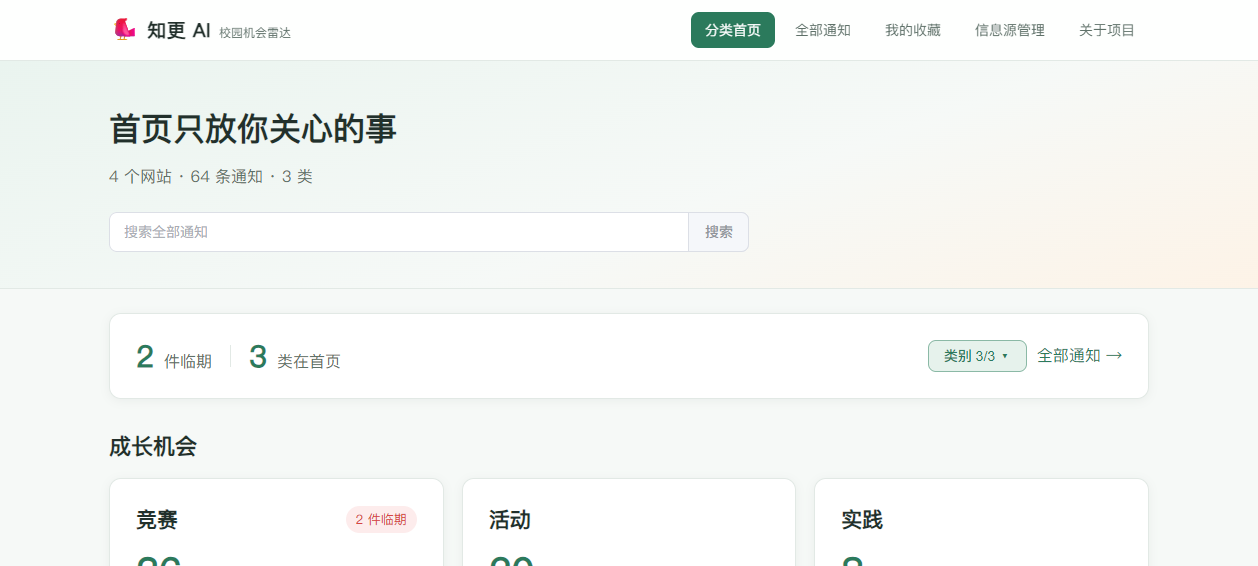 知更 AI 校园机会雷达
分类首页 全部通知 我的收藏 信息源管理 关于项目
首页只放你关心的事
4 个网站 · 64 条通知 · 3 类
搜索全部通知 搜索
2 件临期 3 类在首页 类别 3/3 ▾ 全部通知 →
成长机会
竞赛 2 件临期 活动 实践